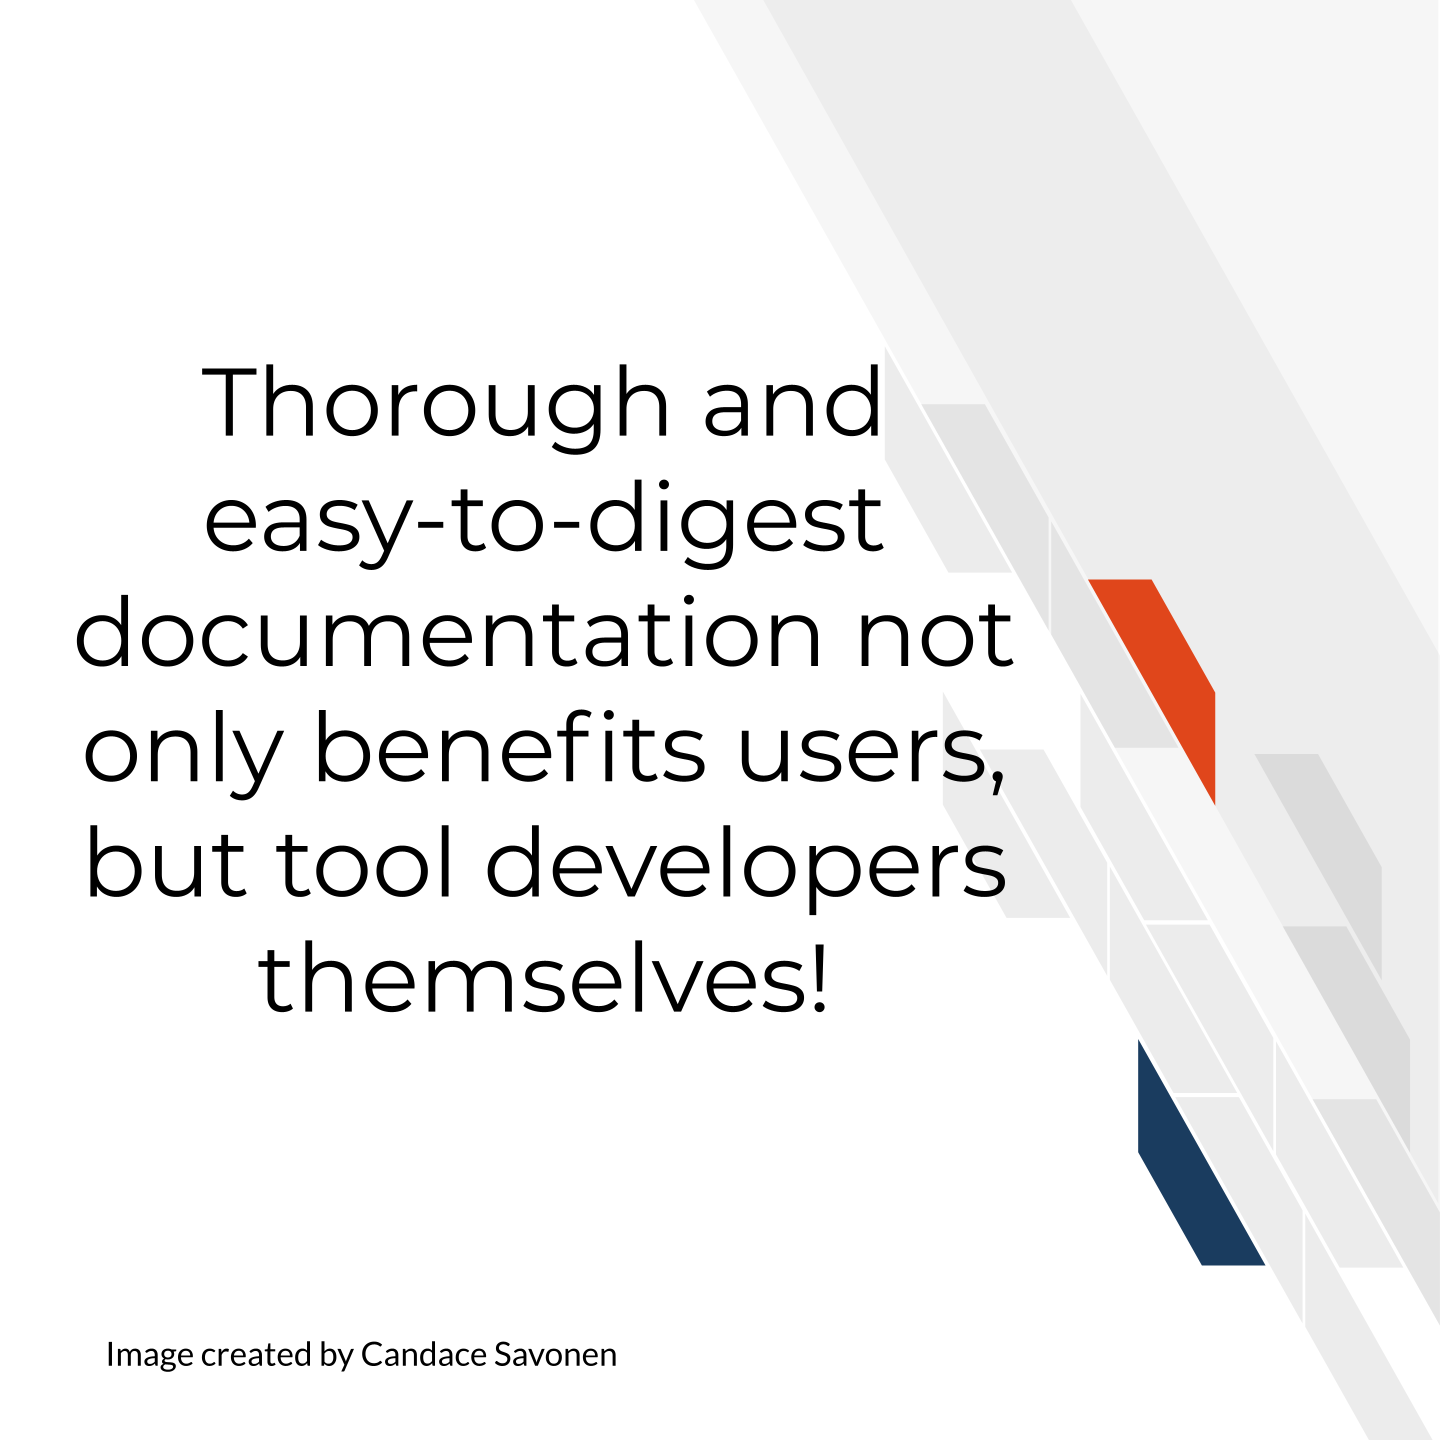 Thorough and
easy-to-digest
documentation not
only benefits users,
but tool developers
themselves!
Image created by Candace Savonen